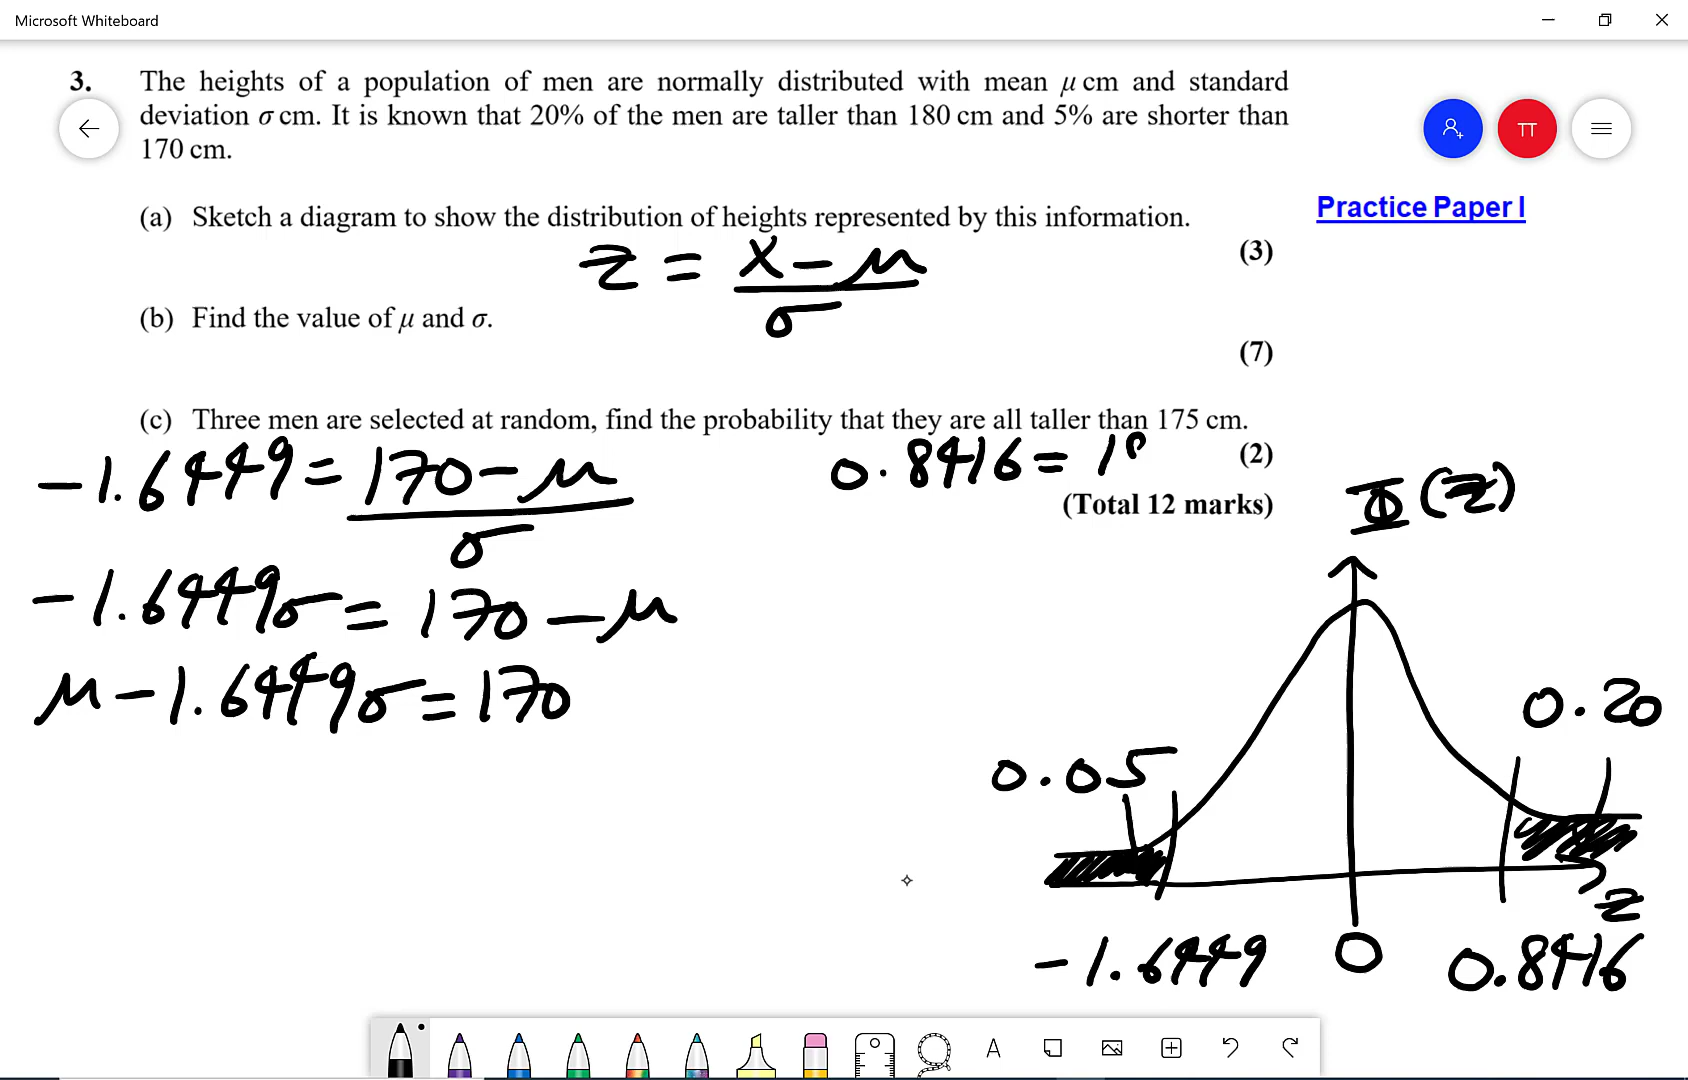 Microsoft Whiteboard
3. The heights of a population of men are normally distributed with mean μ cm and standard
deviation σ cm. It is known that 20% of the men are taller than 180 cm and 5% are shorter than
170 cm.
TT
Practice Paper I
(a) Sketch a diagram to show the distribution of heights represented by this information.
(3)
z = (x − μ)/σ
(b) Find the value of μ and σ.
(7)
(c) Three men are selected at random, find the probability that they are all taller than 175 cm.
(2)
(Total 12 marks)
−1.6449 = (170 − μ)/σ
−1.6449σ = 170 − μ
μ − 1.6449σ = 170
0.8416 = 18
Φ(z)
0.20
0.05
z
−1.6449 0 0.8416
A